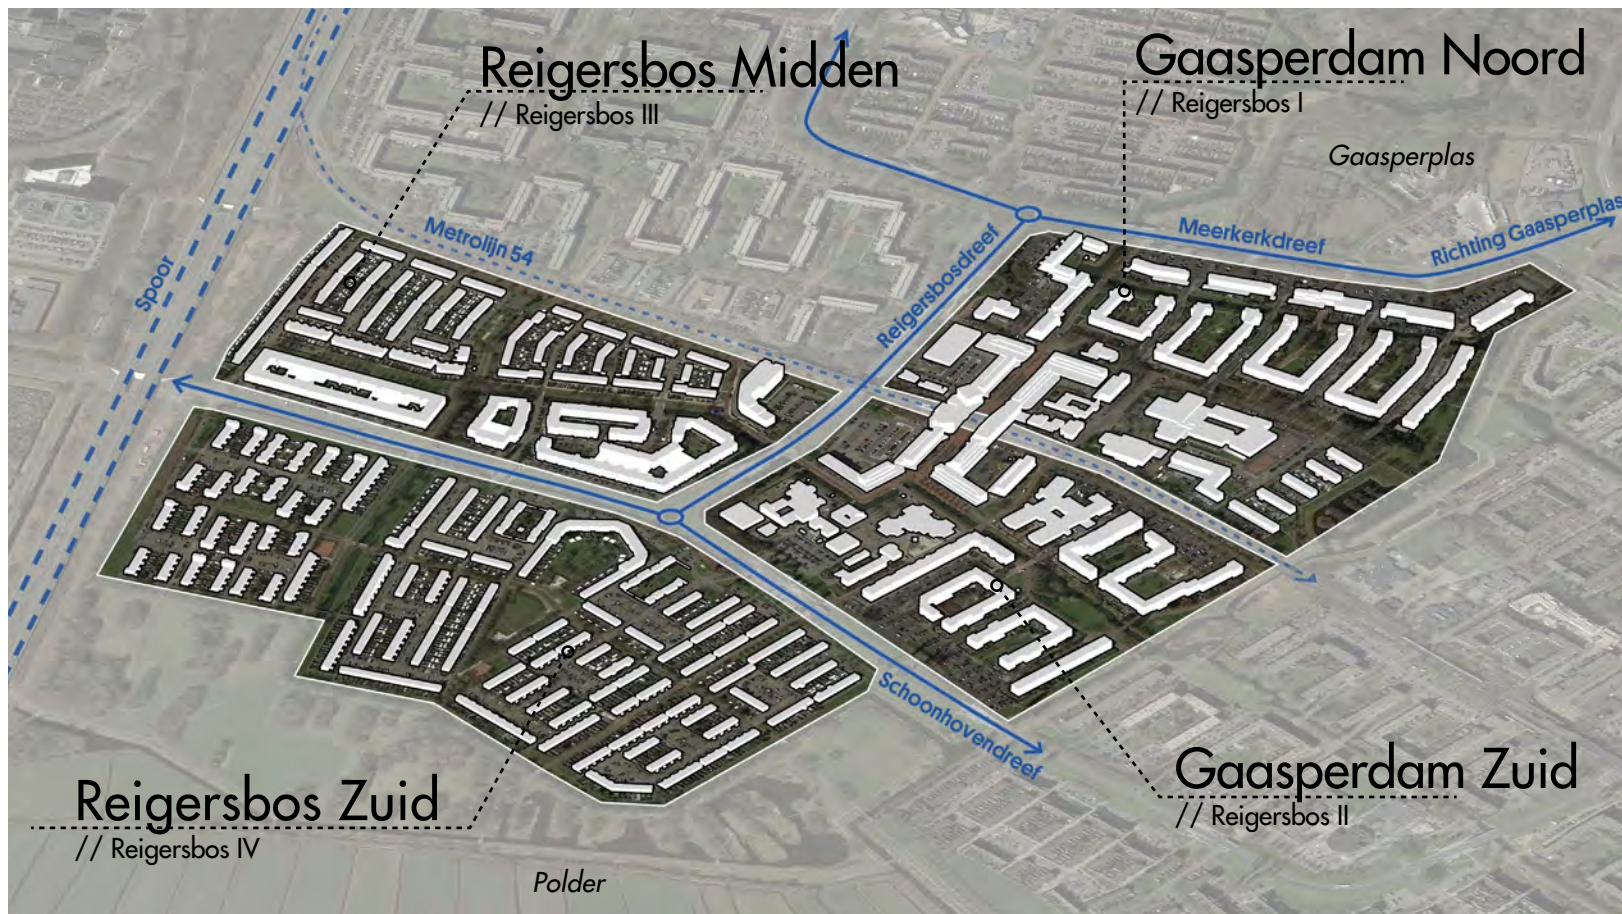 Reigersbos Midden
// Reigersbos III
Gaasperdam Noord
// Reigersbos I
Gaasperplas
Metrolijn 54
Spoor
Reigersbosdreef
Meerkerkdreef
Richting Gaasperplas
Schoonhovendreef
Gaasperdam Zuid
// Reigersbos II
Reigersbos Zuid
// Reigersbos IV
Polder